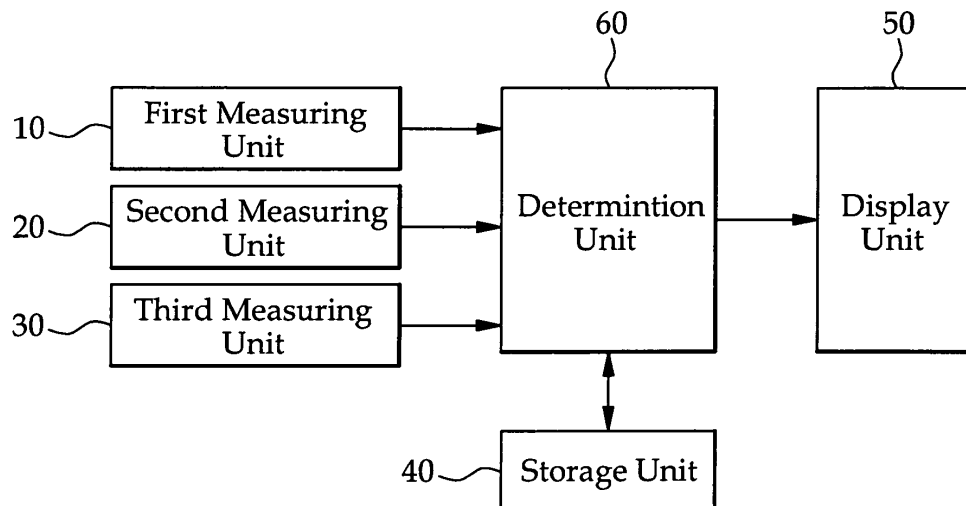 60
50
10
First Measuring
Unit
20
Second Measuring
Unit
30
Third Measuring
Unit
Determintion
Unit
Display
Unit
40
Storage Unit